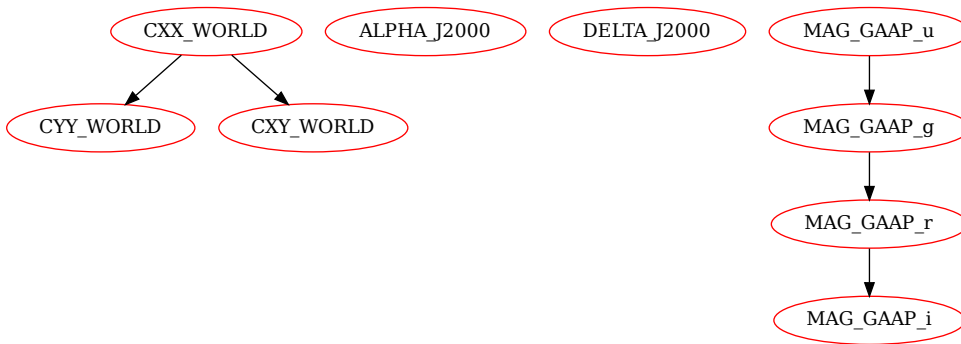 CXX_WORLD
ALPHA_J2000
DELTA_J2000
MAG_GAAP_u
CYY_WORLD
CXY_WORLD
MAG_GAAP_g
MAG_GAAP_r
MAG_GAAP_i